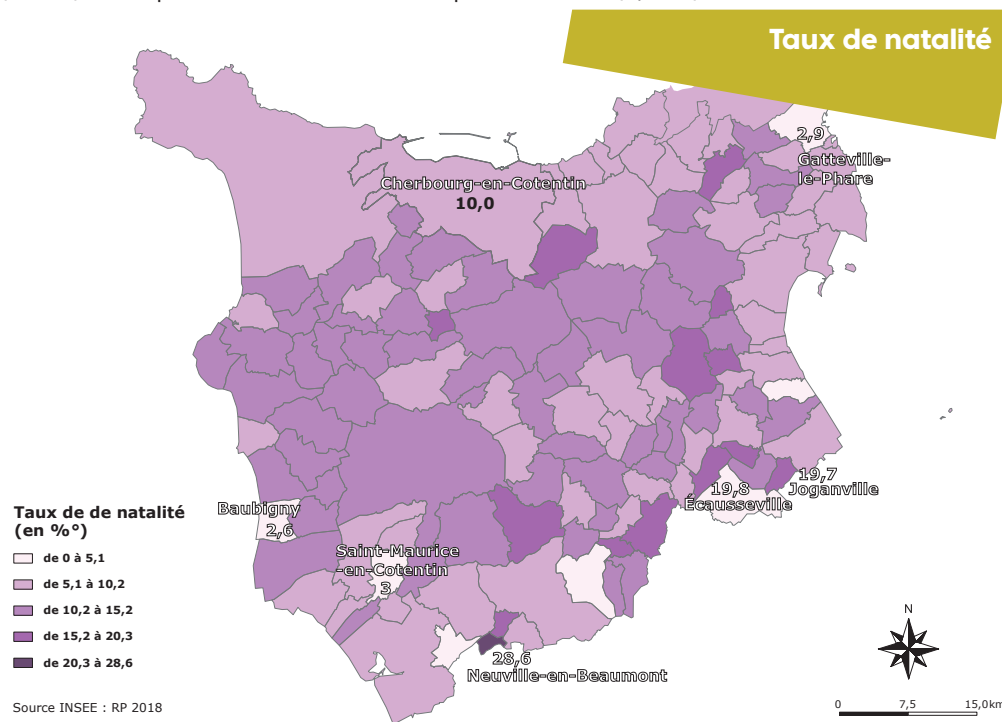 Taux de natalité
2,9
Gatteville-
le-Phare
Cherbourg-en-Cotentin
10,0
19,7
Joganville
19,8
Écausseville
Baubigny
2,6
Saint-Maurice
-en-Cotentin
3
28,6
Neuville-en-Beaumont
Taux de de natalité
(en %°)
de 0 à 5,1
de 5,1 à 10,2
de 10,2 à 15,2
de 15,2 à 20,3
de 20,3 à 28,6
Source INSEE : RP 2018
N
0 7,5 15,0km